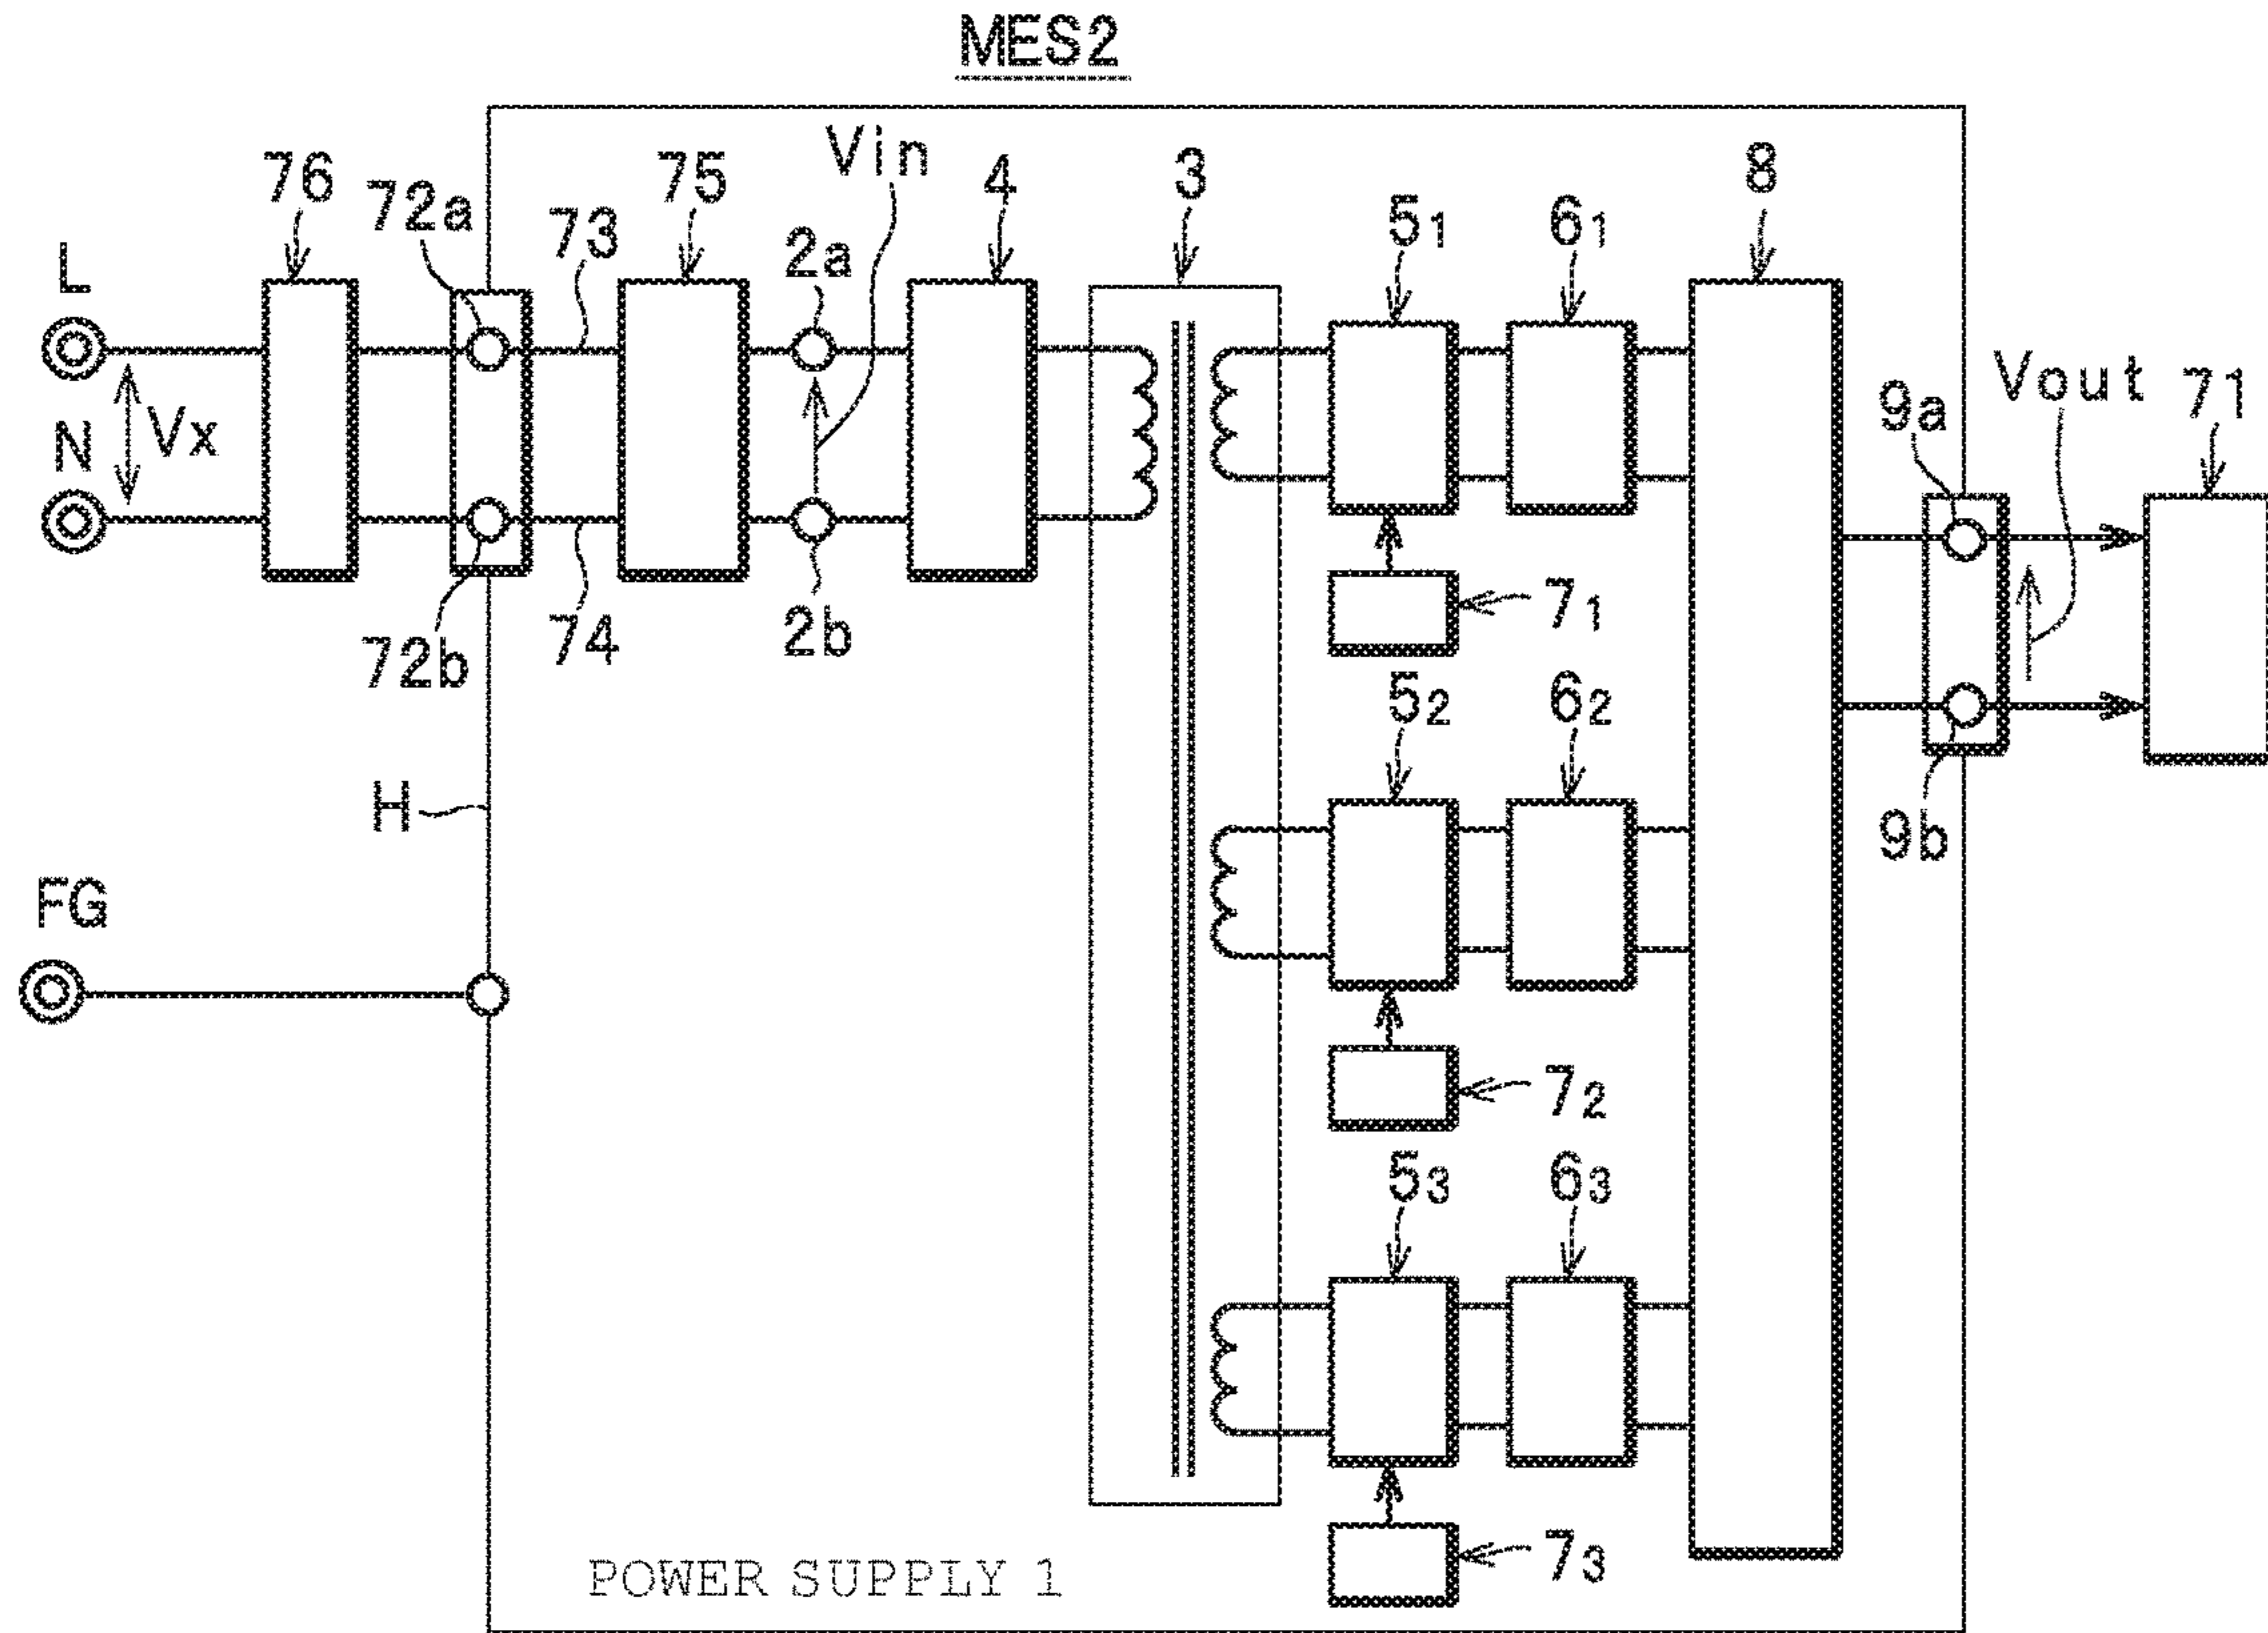 MES2
76
72a
73
75
2a
Vin
4
3
5₁
6₁
8
L
Vx
N
72b
74
2b
7₁
9a
Vout
71
5₂
6₂
9b
H
FG
7₂
5₃
6₃
7₃
POWER SUPPLY 1